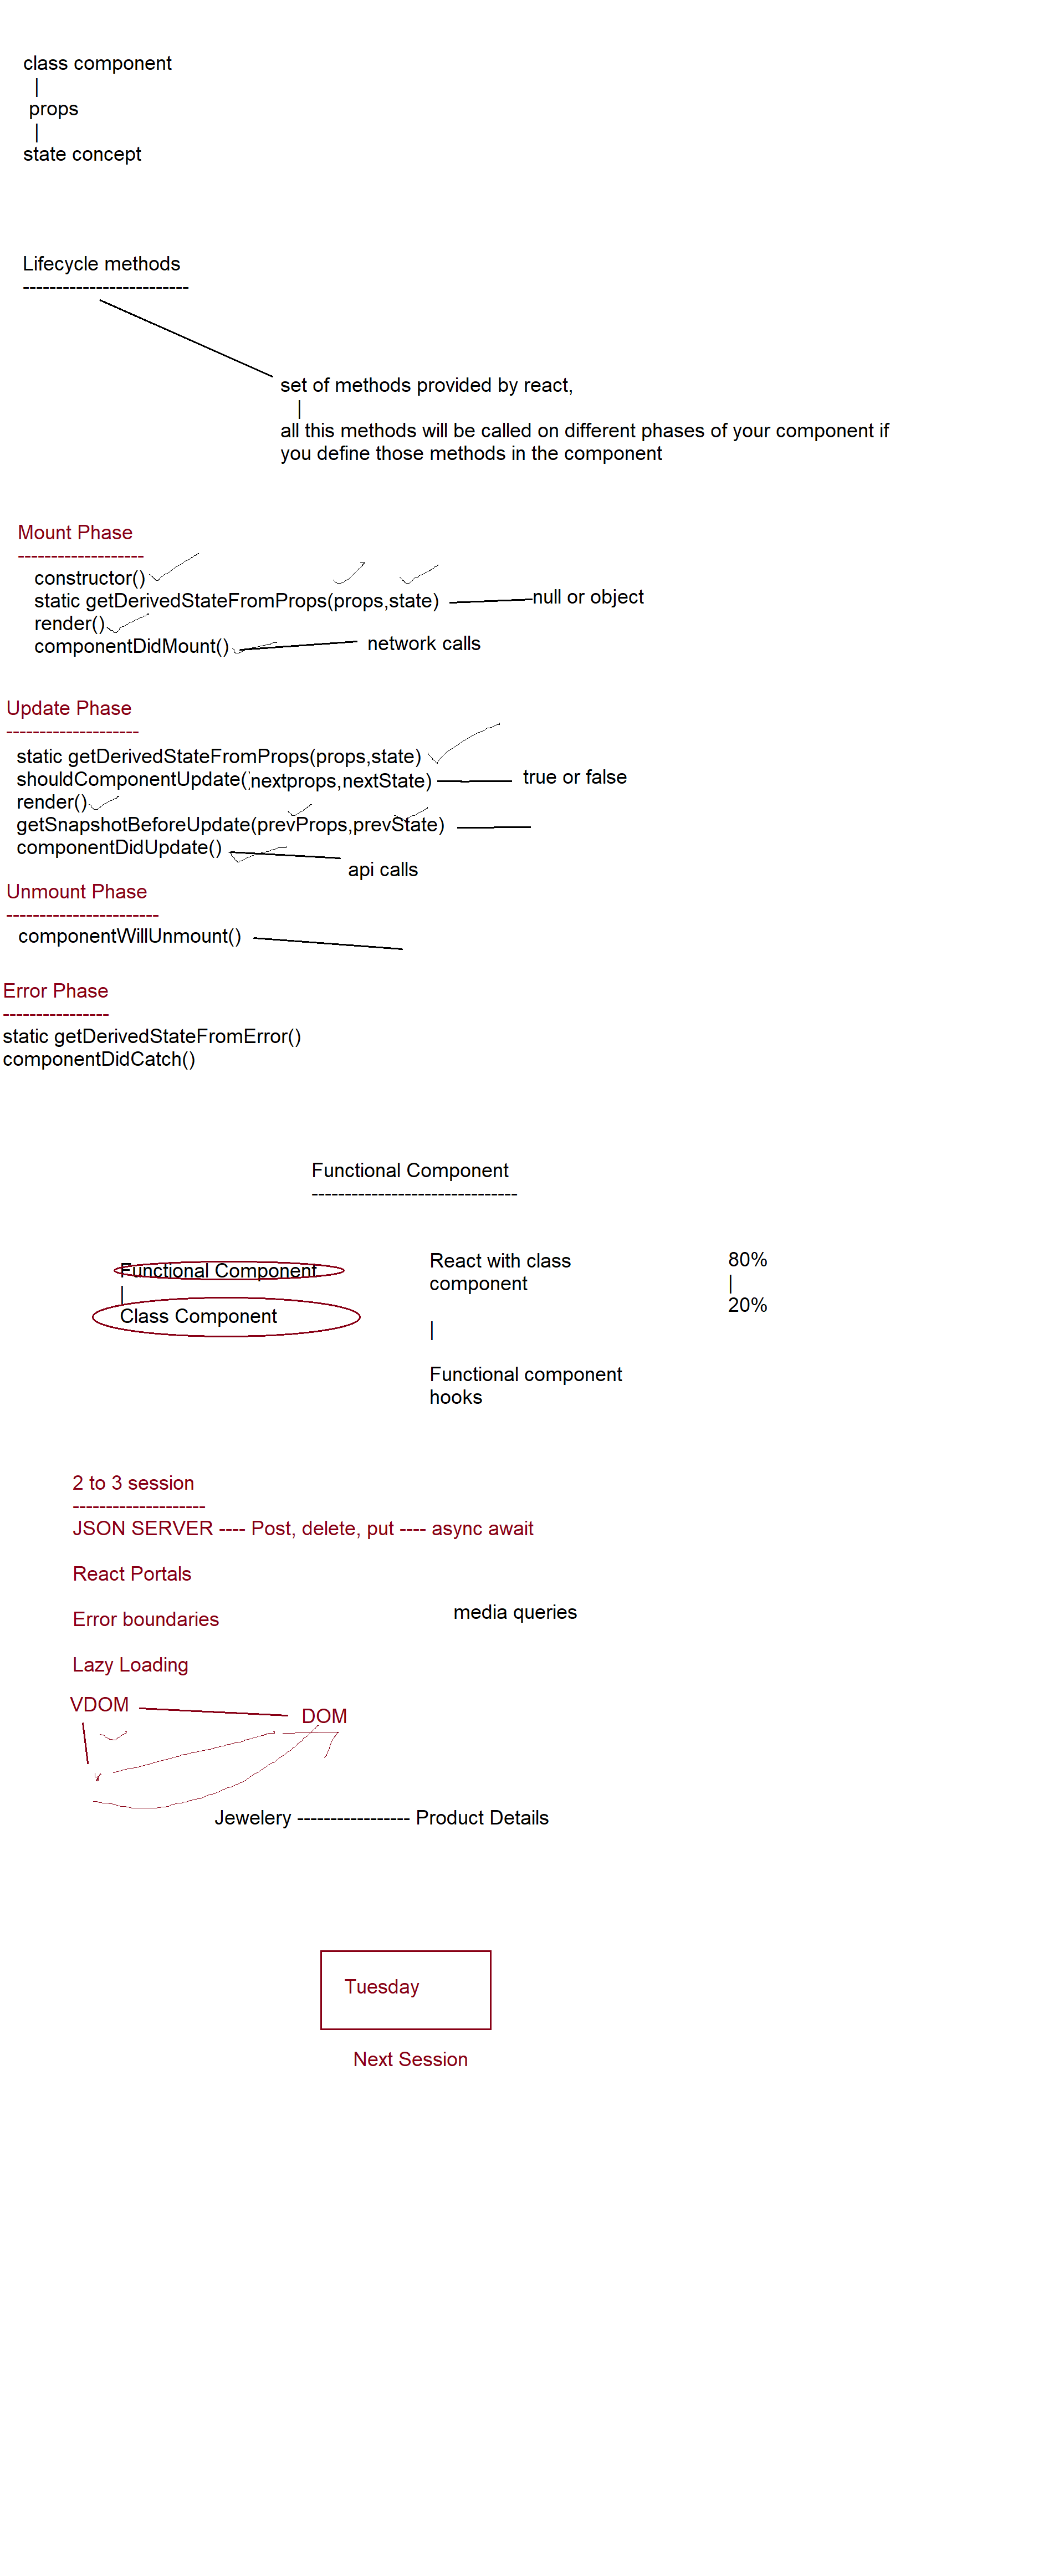 class component
|
props
|
state concept
Lifecycle methods
-------------------------
set of methods provided by react,
|
all this methods will be called on different phases of your component if
you define those methods in the component
Mount Phase
-------------------
constructor()
static getDerivedStateFromProps(props,state)
null or object
render()
componentDidMount()
network calls
Update Phase
--------------------
static getDerivedStateFromProps(props,state)
shouldComponentUpdate(nextprops,nextState)
true or false
render()
getSnapshotBeforeUpdate(prevProps,prevState)
componentDidUpdate()
api calls
Unmount Phase
-----------------------
componentWillUnmount()
Error Phase
----------------
static getDerivedStateFromError()
componentDidCatch()
Functional Component
-------------------------------
Functional Component
|
Class Component
React with class
component
|
Functional component
hooks
80%
|
20%
2 to 3 session
--------------------
JSON SERVER ---- Post, delete, put ---- async await
React Portals
Error boundaries
media queries
Lazy Loading
VDOM
DOM
Jewelery ----------------- Product Details
Tuesday
Next Session